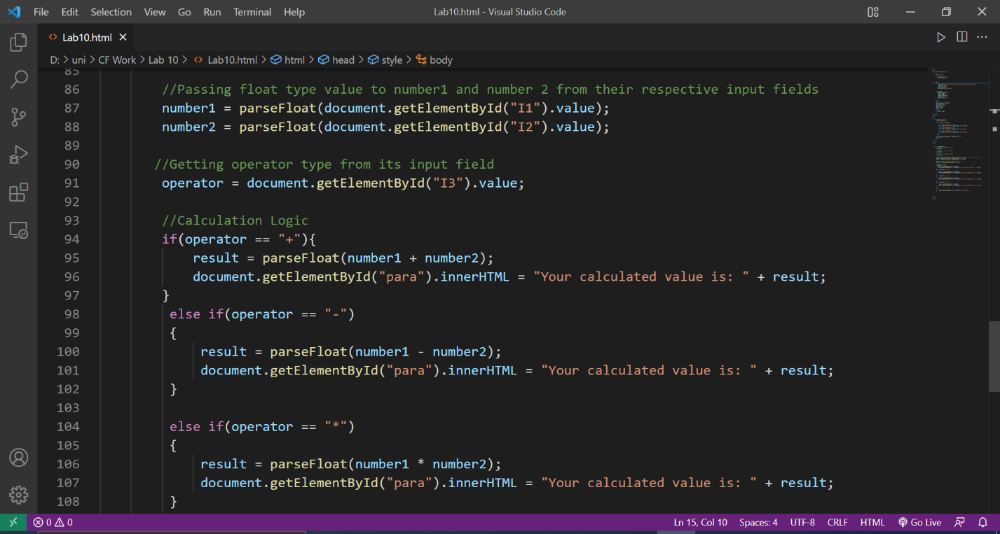 File Edit Selection View Go Run Terminal Help Lab10.html - Visual Studio Code
Lab10.html
D: > uni > CF Work > Lab 10 > Lab10.html > html > head > style > body
85
86 //Passing float type value to number1 and number 2 from their respective input fields
87 number1 = parseFloat(document.getElementById("I1").value);
88 number2 = parseFloat(document.getElementById("I2").value);
89
90 //Getting operator type from its input field
91 operator = document.getElementById("I3").value;
92
93 //Calculation Logic
94 if(operator == "+"){
95 result = parseFloat(number1 + number2);
96 document.getElementById("para").innerHTML = "Your calculated value is: " + result;
97 }
98 else if(operator == "-")
99 {
100 result = parseFloat(number1 - number2);
101 document.getElementById("para").innerHTML = "Your calculated value is: " + result;
102 }
103
104 else if(operator == "*")
105 {
106 result = parseFloat(number1 * number2);
107 document.getElementById("para").innerHTML = "Your calculated value is: " + result;
108 }
0 0 Ln 15, Col 10 Spaces: 4 UTF-8 CRLF HTML Go Live